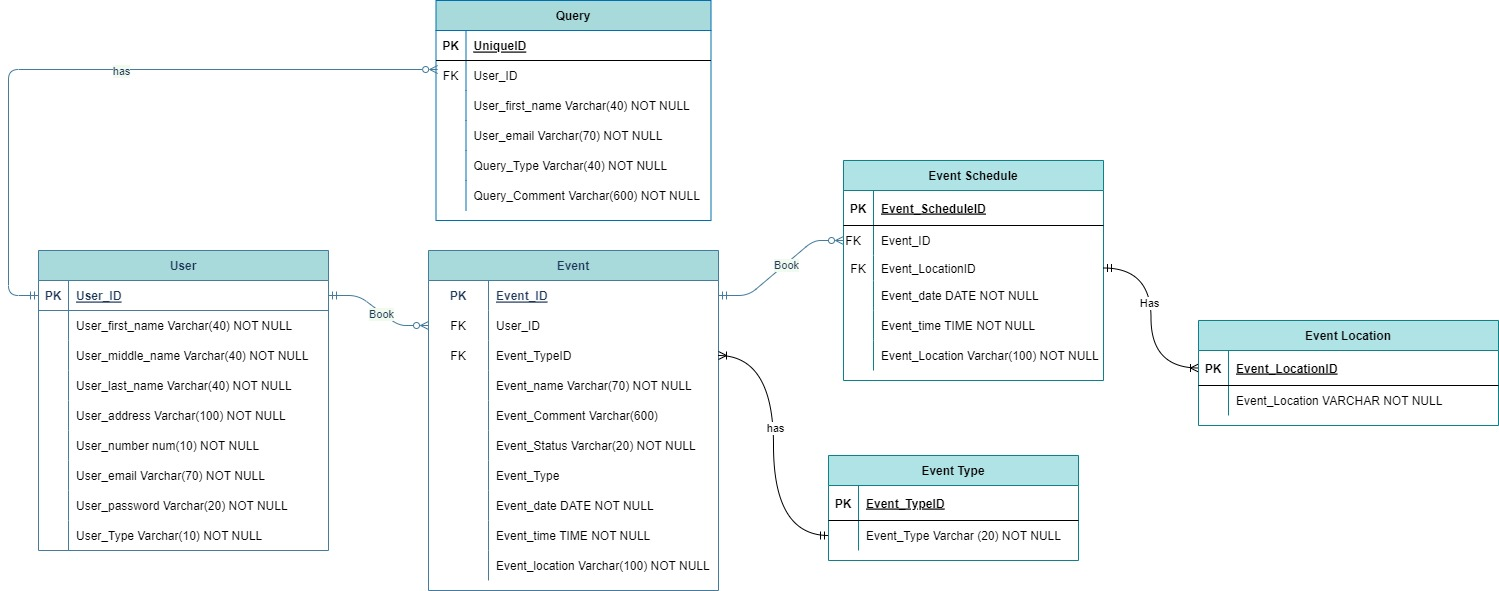 Query
PK UniqueID
FK User_ID
User_first_name Varchar(40) NOT NULL
User_email Varchar(70) NOT NULL
Query_Type Varchar(40) NOT NULL
Query_Comment Varchar(600) NOT NULL
has
User
PK User_ID
User_first_name Varchar(40) NOT NULL
User_middle_name Varchar(40) NOT NULL
User_last_name Varchar(40) NOT NULL
User_address Varchar(100) NOT NULL
User_number num(10) NOT NULL
User_email Varchar(70) NOT NULL
User_password Varchar(20) NOT NULL
User_Type Varchar(10) NOT NULL
Book
Event
PK Event_ID
FK User_ID
FK Event_TypeID
Event_name Varchar(70) NOT NULL
Event_Comment Varchar(600)
Event_Status Varchar(20) NOT NULL
Event_Type
Event_date DATE NOT NULL
Event_time TIME NOT NULL
Event_location Varchar(100) NOT NULL
Book
Event Schedule
PK Event_ScheduleID
FK Event_ID
FK Event_LocationID
Event_date DATE NOT NULL
Event_time TIME NOT NULL
Event_Location Varchar(100) NOT NULL
Has
Event Location
PK Event_LocationID
Event_Location VARCHAR NOT NULL
has
Event Type
PK Event_TypeID
Event_Type Varchar (20) NOT NULL